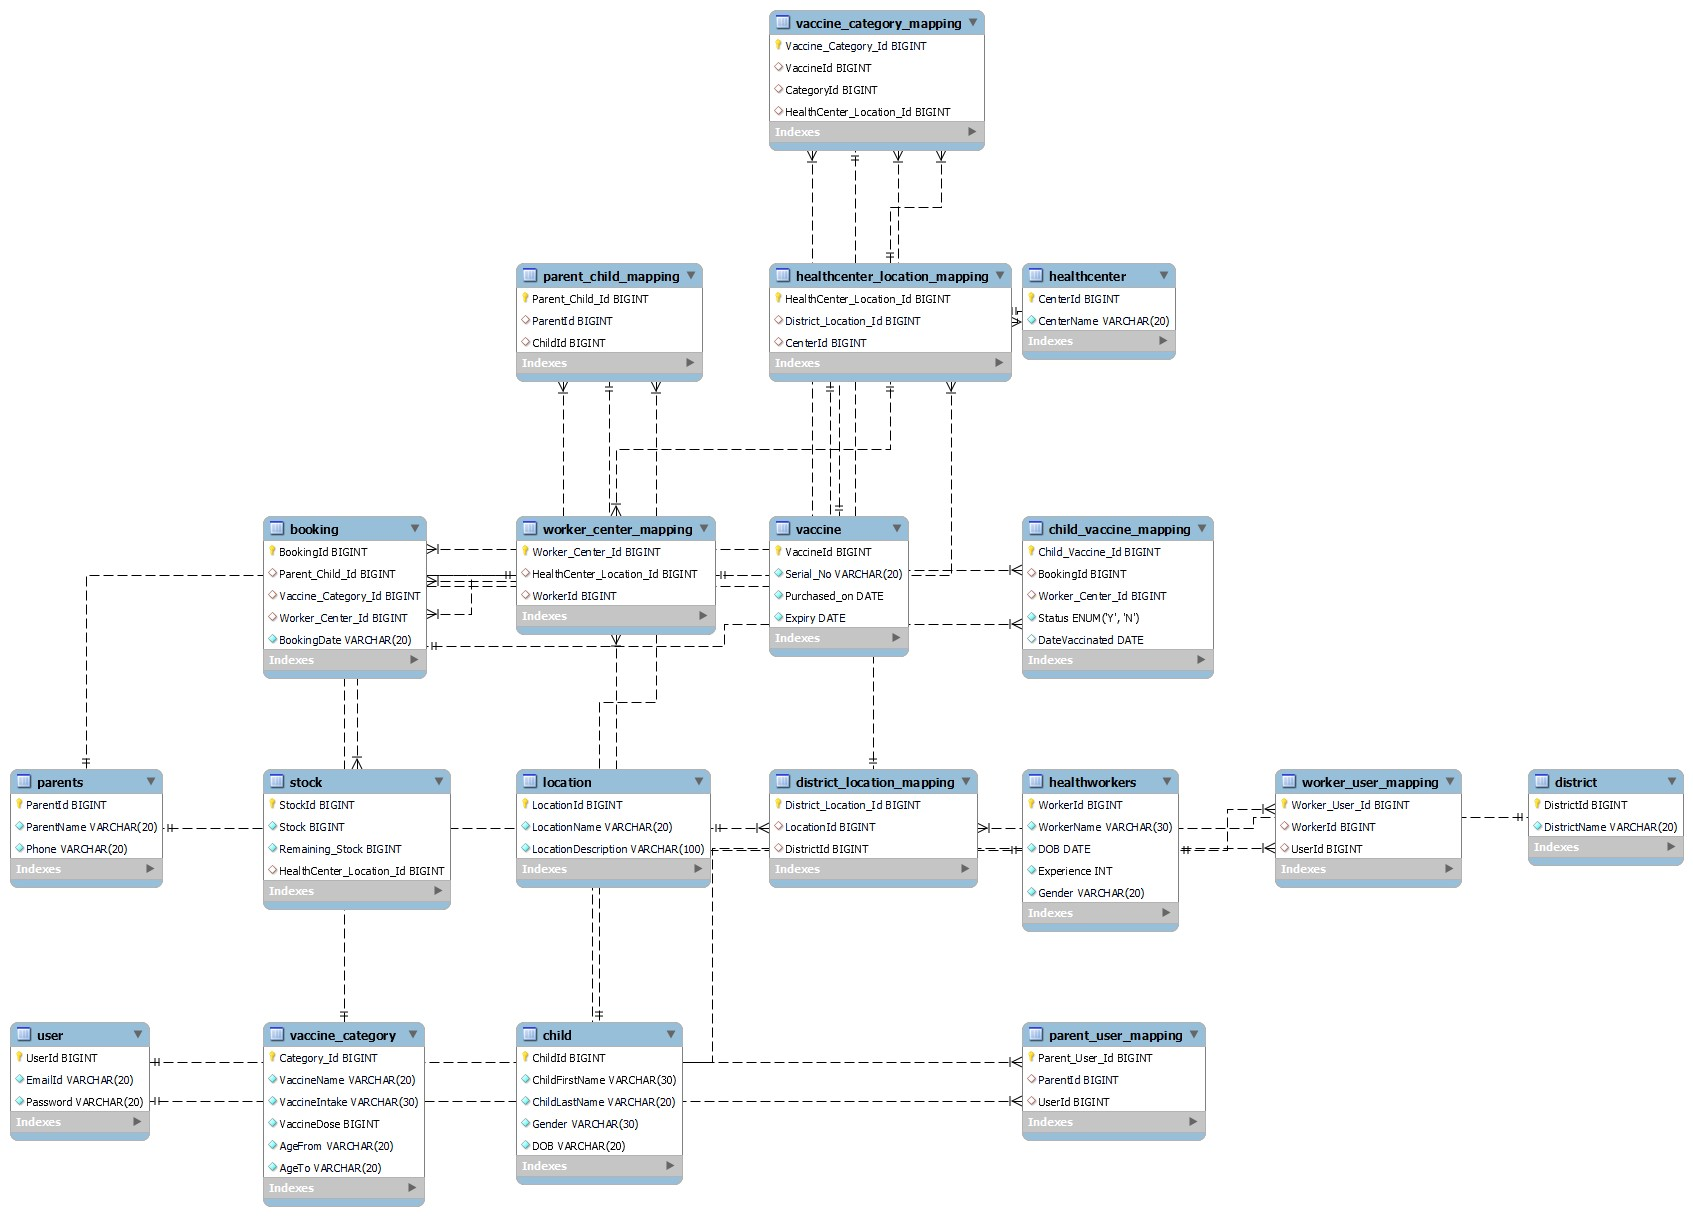 vaccine_category_mapping
Vaccine_Category_Id BIGINT
VaccineId BIGINT
CategoryId BIGINT
HealthCenter_Location_Id BIGINT
Indexes
parent_child_mapping
Parent_Child_Id BIGINT
ParentId BIGINT
ChildId BIGINT
Indexes
healthcenter_location_mapping
HealthCenter_Location_Id BIGINT
District_Location_Id BIGINT
CenterId BIGINT
Indexes
healthcenter
CenterId BIGINT
CenterName VARCHAR(20)
Indexes
booking
BookingId BIGINT
Parent_Child_Id BIGINT
Vaccine_Category_Id BIGINT
Worker_Center_Id BIGINT
BookingDate VARCHAR(20)
Indexes
worker_center_mapping
Worker_Center_Id BIGINT
HealthCenter_Location_Id BIGINT
WorkerId BIGINT
Indexes
vaccine
VaccineId BIGINT
Serial_No VARCHAR(20)
Purchased_on DATE
Expiry DATE
Indexes
child_vaccine_mapping
Child_Vaccine_Id BIGINT
BookingId BIGINT
Worker_Center_Id BIGINT
Status ENUM('Y', 'N')
DateVaccinated DATE
Indexes
parents
ParentId BIGINT
ParentName VARCHAR(20)
Phone VARCHAR(20)
Indexes
stock
StockId BIGINT
Stock BIGINT
Remaining_Stock BIGINT
HealthCenter_Location_Id BIGINT
Indexes
location
LocationId BIGINT
LocationName VARCHAR(20)
LocationDescription VARCHAR(100)
Indexes
district_location_mapping
District_Location_Id BIGINT
LocationId BIGINT
DistrictId BIGINT
Indexes
healthworkers
WorkerId BIGINT
WorkerName VARCHAR(30)
DOB DATE
Experience INT
Gender VARCHAR(20)
Indexes
worker_user_mapping
Worker_User_Id BIGINT
WorkerId BIGINT
UserId BIGINT
Indexes
district
DistrictId BIGINT
DistrictName VARCHAR(20)
Indexes
user
UserId BIGINT
EmailId VARCHAR(20)
Password VARCHAR(20)
Indexes
vaccine_category
Category_Id BIGINT
VaccineName VARCHAR(20)
VaccineIntake VARCHAR(30)
VaccineDose BIGINT
AgeFrom VARCHAR(20)
AgeTo VARCHAR(20)
Indexes
child
ChildId BIGINT
ChildFirstName VARCHAR(30)
ChildLastName VARCHAR(20)
Gender VARCHAR(30)
DOB VARCHAR(20)
Indexes
parent_user_mapping
Parent_User_Id BIGINT
ParentId BIGINT
UserId BIGINT
Indexes